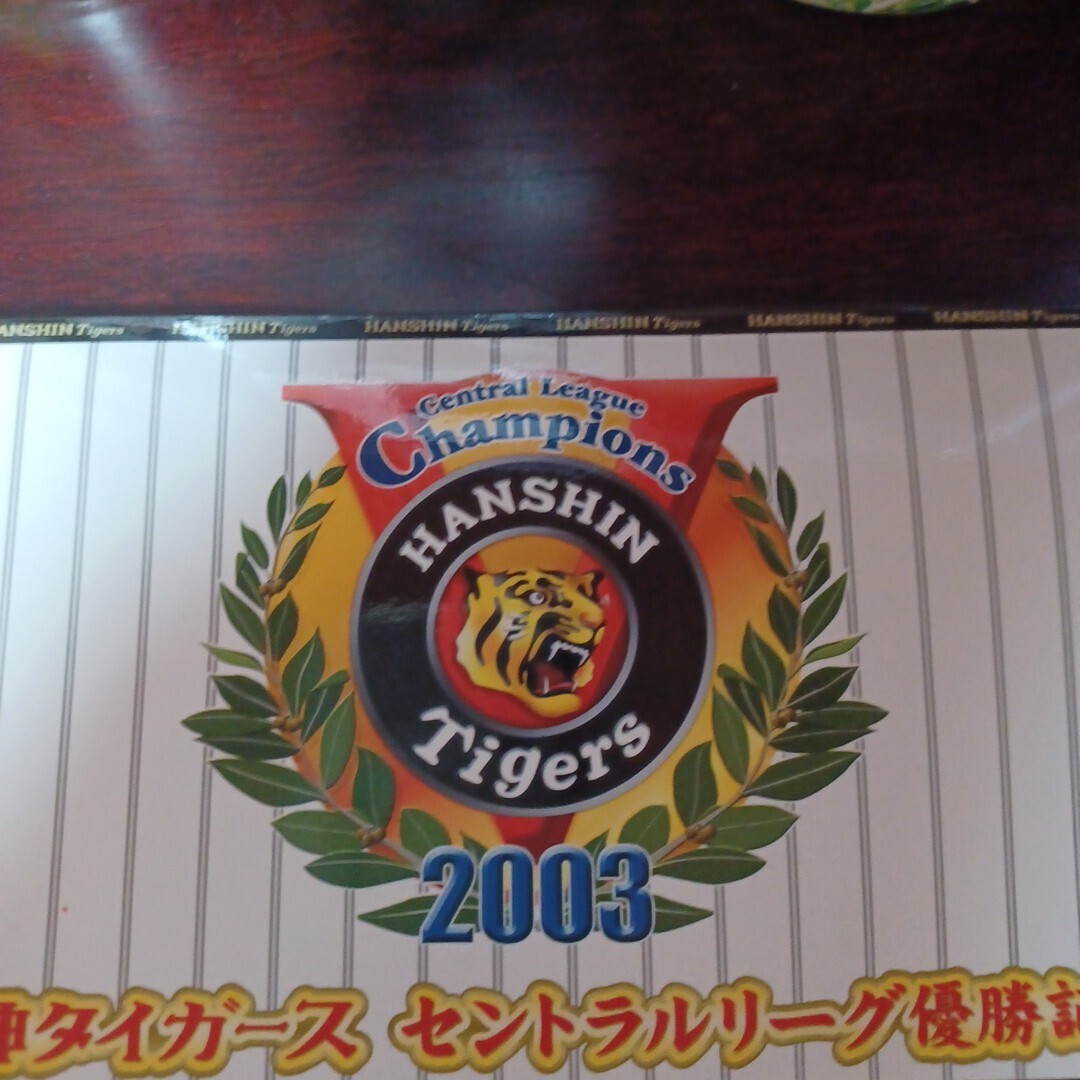 HANSHIN Tigers HANSHIN Tigers HANSHIN Tigers HANSHIN Tigers HANSHIN Tigers HANSHIN
Central League
Champions
HANSHIN
Tigers
2003
神タイガース セントラルリーグ優勝記